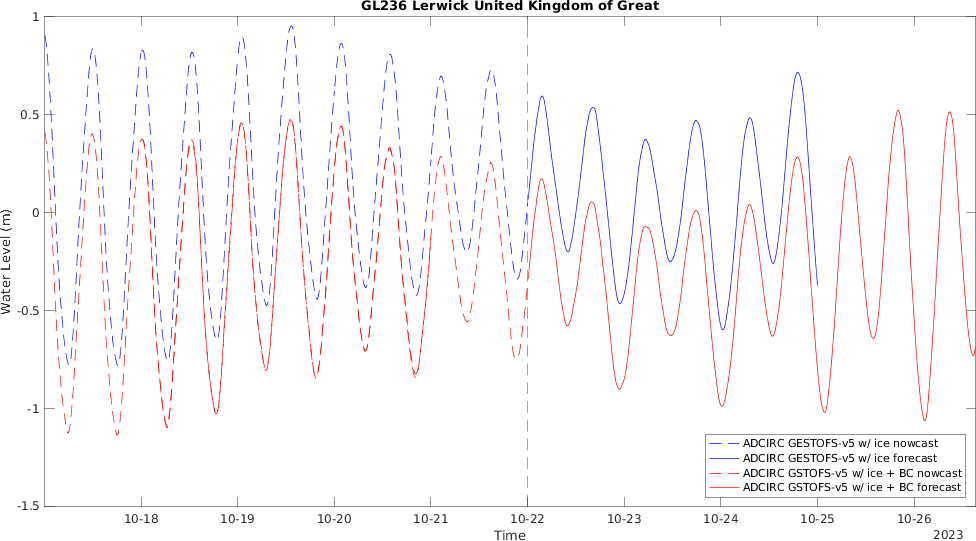 GL236 Lerwick United Kingdom of Great
1
0.5
0
-0.5
-1
-1.5
Water Level (m)
ADCIRC GESTOFS-v5 w/ ice nowcast
ADCIRC GESTOFS-v5 w/ ice forecast
ADCIRC GSTOFS-v5 w/ ice + BC nowcast
ADCIRC GSTOFS-v5 w/ ice + BC forecast
10-18 10-19 10-20 10-21 10-22 10-23 10-24 10-25 10-26
Time
2023